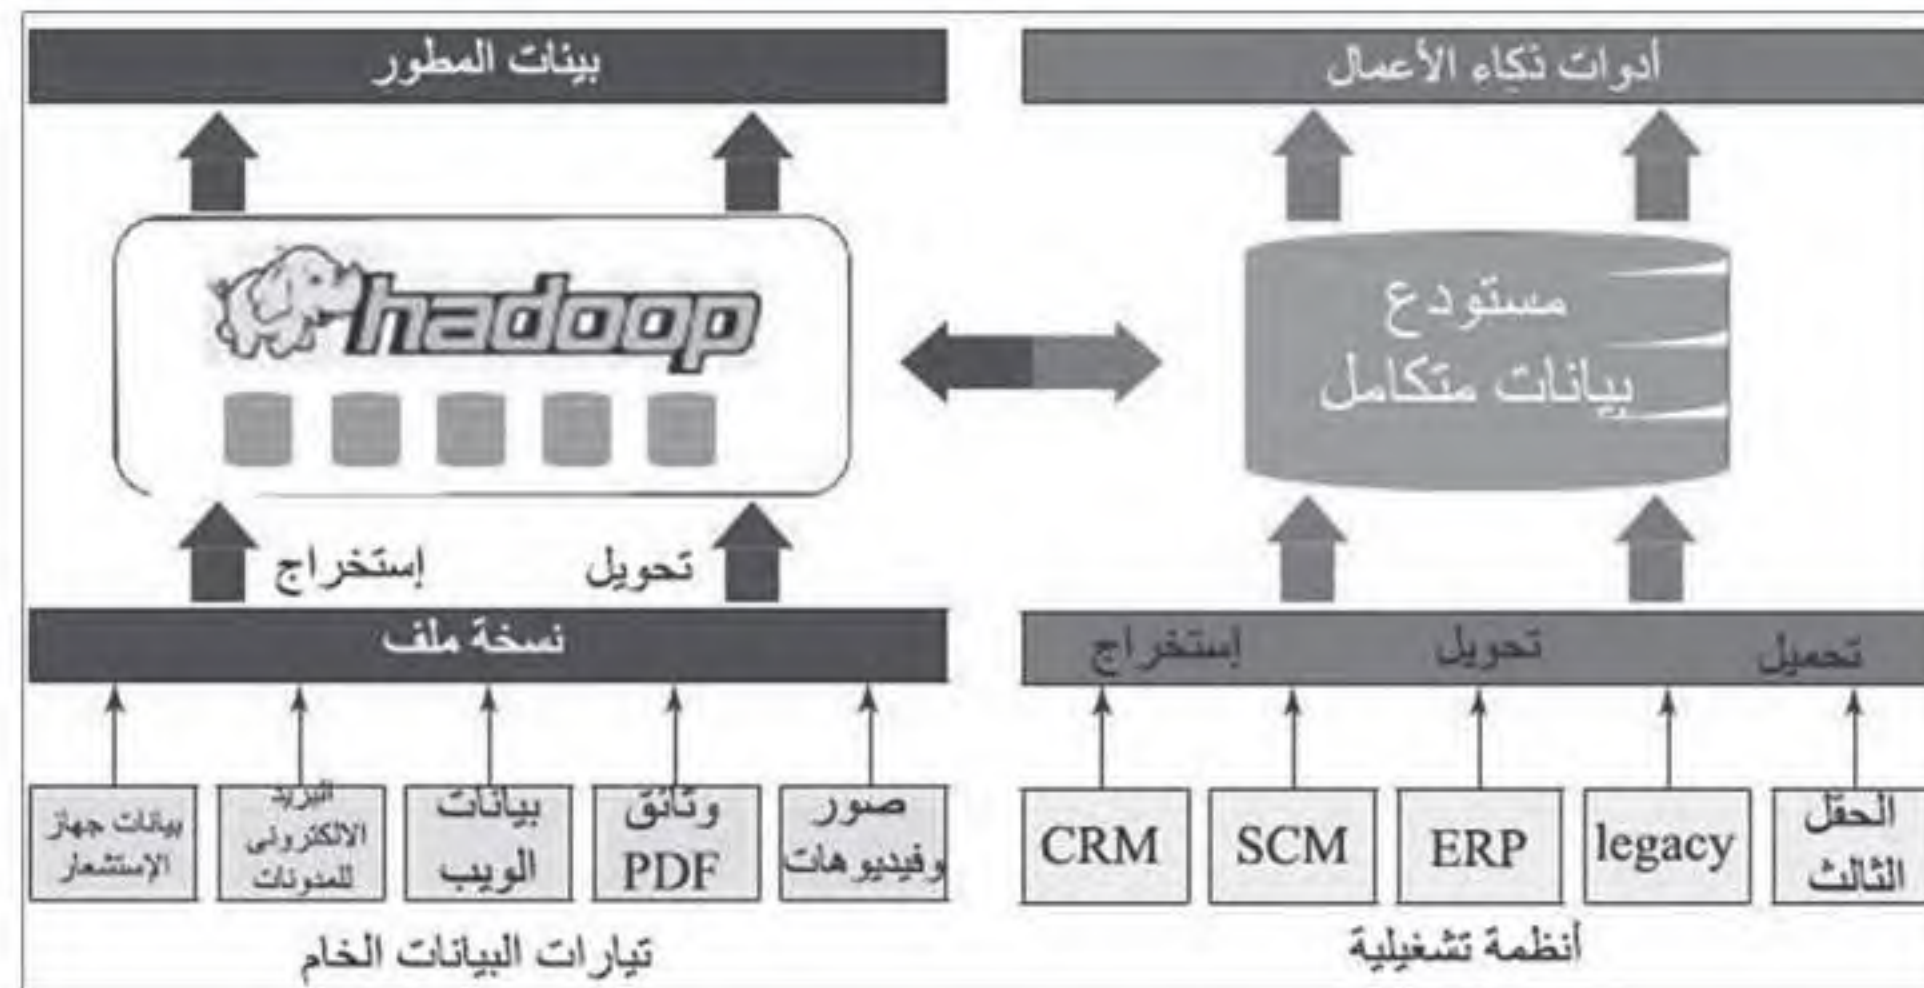 بيئات المطور
أدوات ذكاء الأعمال
hadoop
مستودع
بيانات متكامل
إستخراج
تحويل
نسخة ملف
إستخراج
تحويل
تحميل
بيانات جهاز
الإستشعار
البريد
الالكترونى
للمدونات
بيانات
الويب
وثائق
PDF
صور
وفيديوهات
CRM
SCM
ERP
legacy
الحقل
الثالث
تيارات البيانات الخام
أنظمة تشغيلية